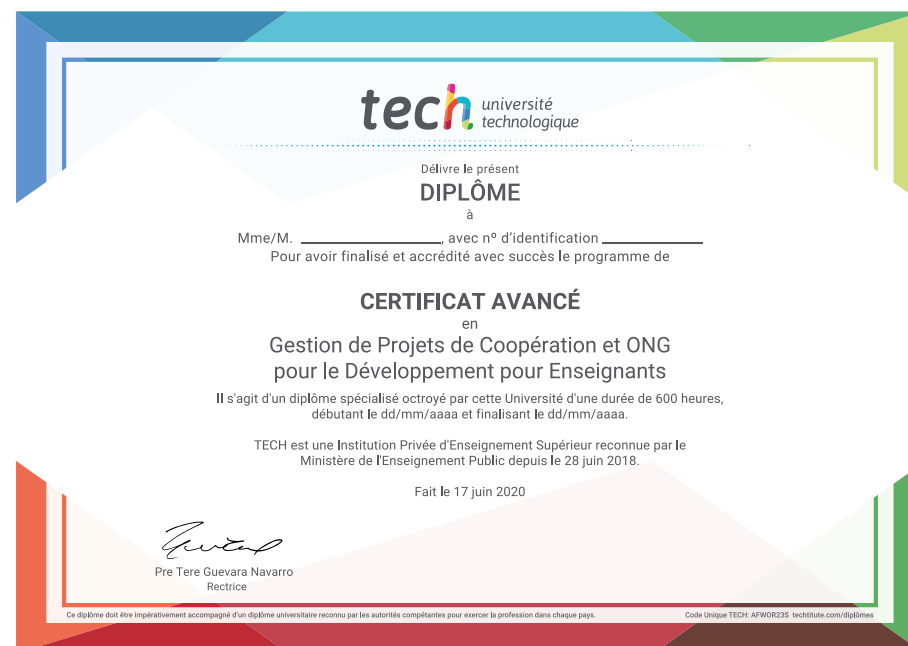 tech université
technologique
Délivre le présent
DIPLÔME
à
Mme/M. ____________________, avec nº d'identification ______________
Pour avoir finalisé et accrédité avec succès le programme de
CERTIFICAT AVANCÉ
en
Gestion de Projets de Coopération et ONG
pour le Développement pour Enseignants
Il s'agit d'un diplôme spécialisé octroyé par cette Université d'une durée de 600 heures,
débutant le dd/mm/aaaa et finalisant le dd/mm/aaaa.
TECH est une Institution Privée d'Enseignement Supérieur reconnue par le
Ministère de l'Enseignement Public depuis le 28 juin 2018.
Fait le 17 juin 2020
Pre Tere Guevara Navarro
Rectrice
Ce diplôme doit être impérativement accompagné d'un diplôme universitaire reconnu par les autorités compétantes pour exercer la profession dans chaque pays.
Code Unique TECH: AFWOR23S techtitute.com/diplômes